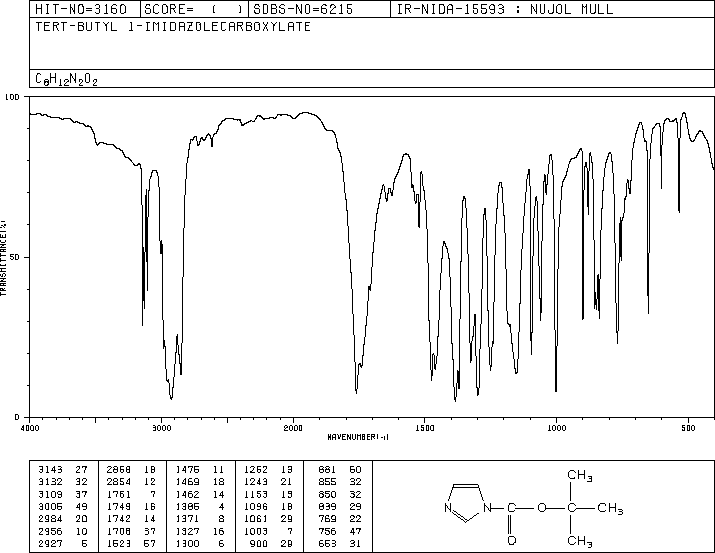 HIT-NO=3160 SCORE= ( ) SDBS-NO=6215 IR-NIDA-15593 : NUJOL MULL
TERT-BUTYL 1-IMIDAZOLECARBOXYLATE
C8H12N2O2
100
50
0
TRANSMITTANCE(%)
4000 3000 2000 1500 1000 500
WAVENUMBER(-1)
3143 27 2868 18 1476 11 1252 13 881 60
3132 32 2854 12 1469 18 1243 21 855 32
3109 37 1761 7 1462 14 1153 13 850 32
3005 49 1749 16 1385 4 1096 18 839 29
2984 20 1742 14 1371 8 1061 29 769 22
2956 10 1708 37 1327 16 1003 7 756 47
2927 5 1523 57 1300 6 900 29 653 31
CH3
N N C O C CH3
O CH3